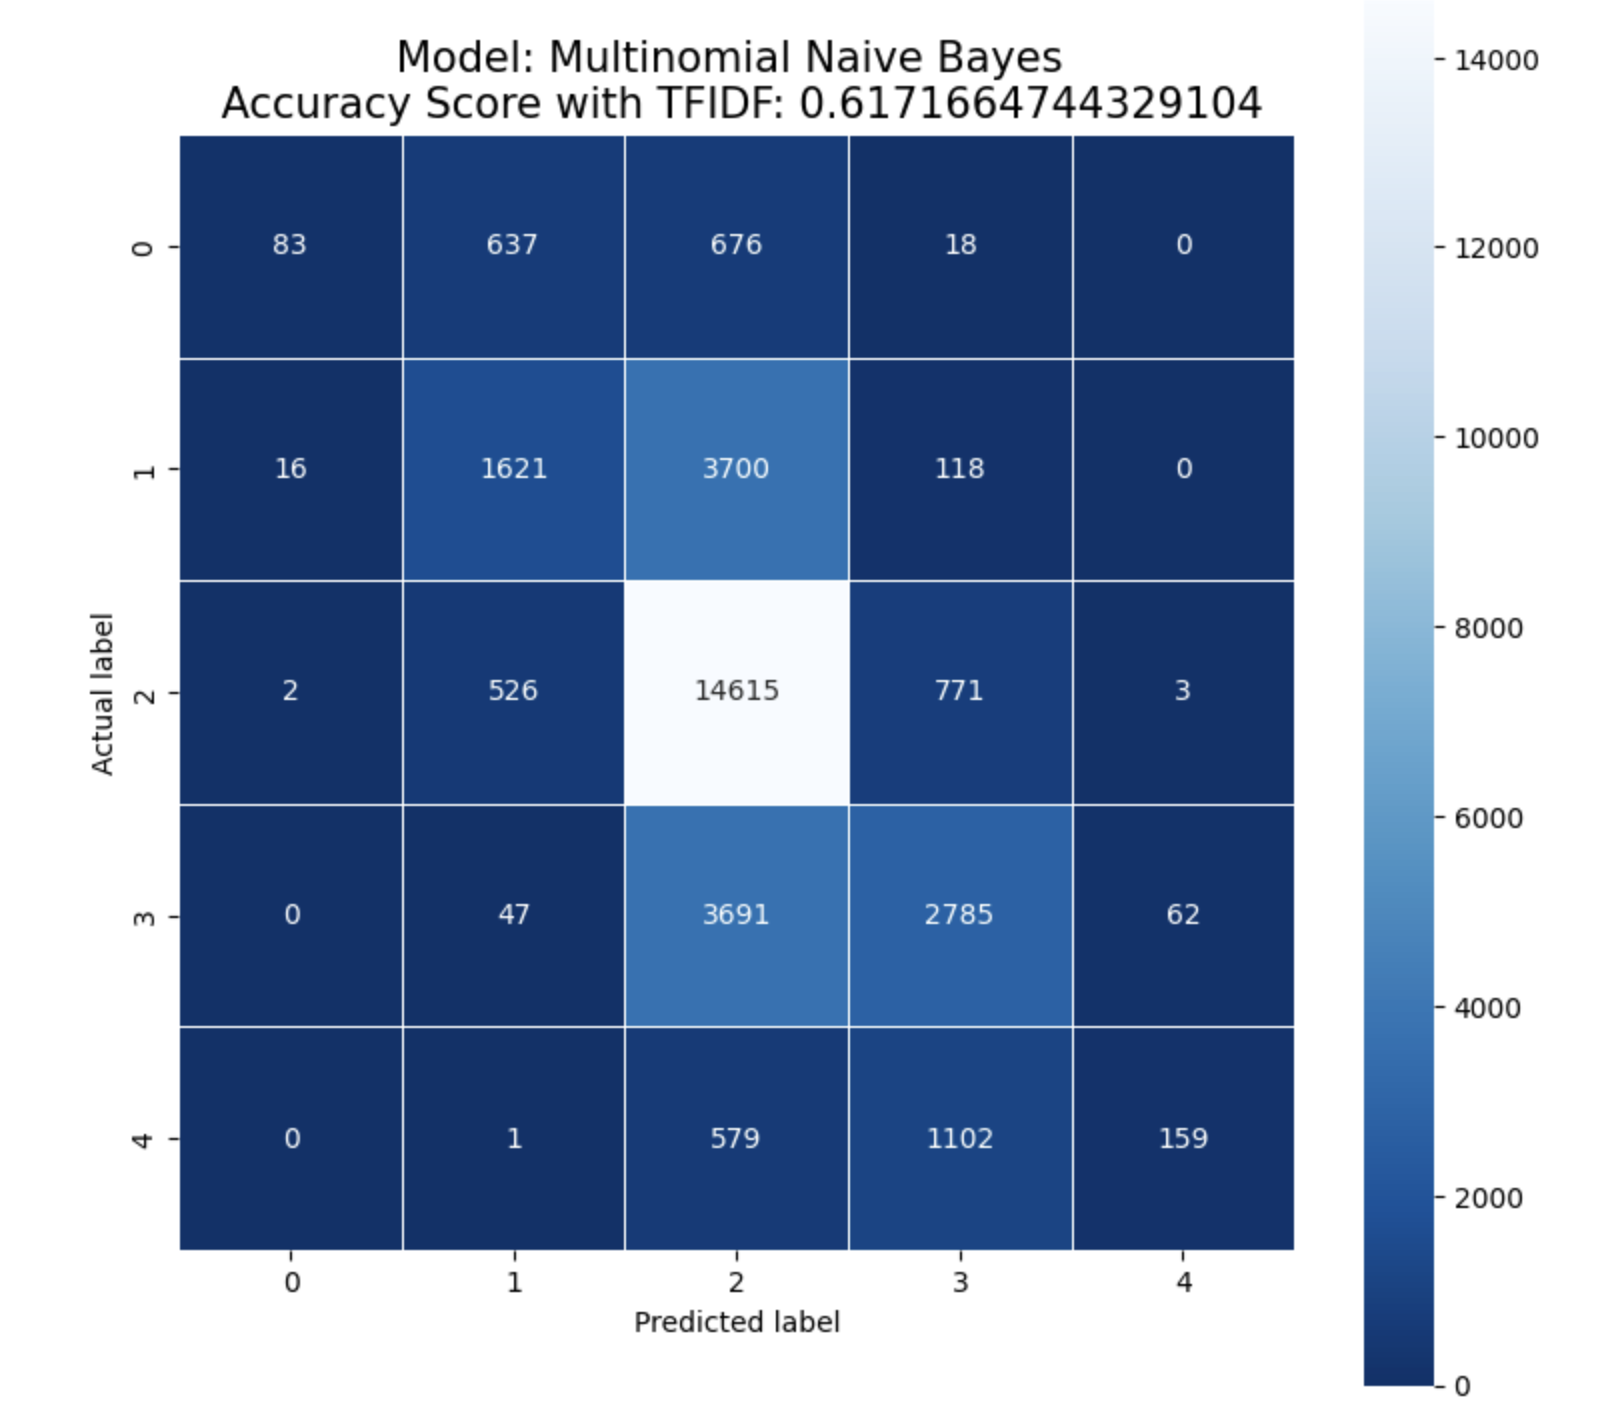 Model: Multinomial Naive Bayes
Accuracy Score with TFIDF: 0.6171664744329104
14000
12000
10000
8000
6000
4000
2000
0
Actual label
0
83 637 676 18 0
1
16 1621 3700 118 0
2
2 526 14615 771 3
3
0 47 3691 2785 62
4
0 1 579 1102 159
0 1 2 3 4
Predicted label